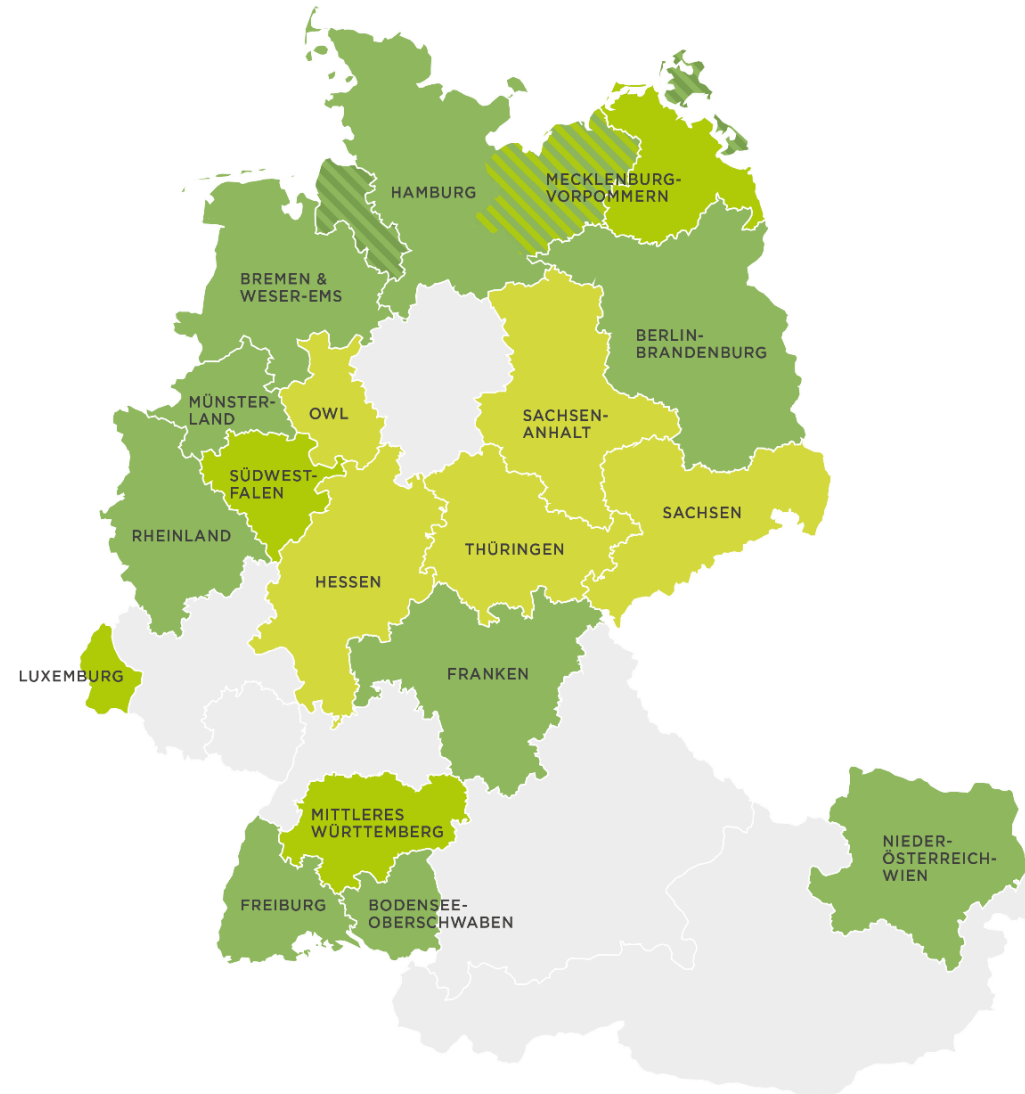 HAMBURG
MECKLENBURG-
VORPOMMERN
BREMEN &
WESER-EMS
BERLIN-
BRANDENBURG
MÜNSTER-
LAND
OWL
SACHSEN-
ANHALT
SÜDWEST-
FALEN
SACHSEN
RHEINLAND
THÜRINGEN
HESSEN
LUXEMBURG
FRANKEN
MITTLERES
WÜRTTEMBERG
NIEDER-
ÖSTERREICH-
WIEN
FREIBURG
BODENSEE-
OBERSCHWABEN